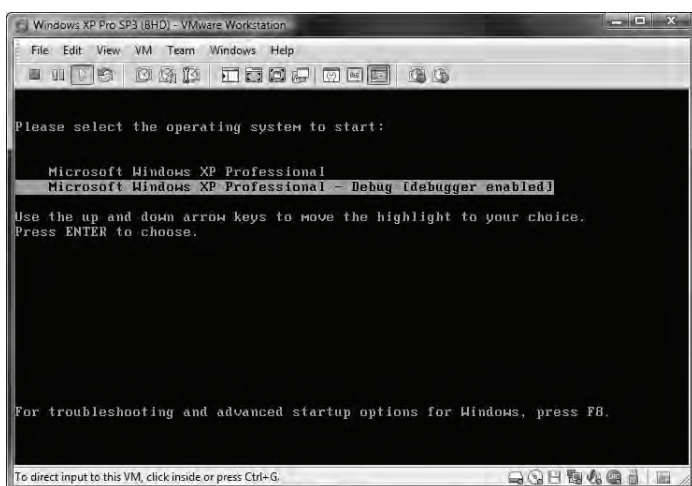 Windows XP Pro SP3 (BHD) - VMware Workstation
File Edit View VM Team Windows Help
Please select the operating system to start:
Microsoft Windows XP Professional
Microsoft Windows XP Professional - Debug [debugger enabled]
Use the up and down arrow keys to move the highlight to your choice.
Press ENTER to choose.
For troubleshooting and advanced startup options for Windows, press F8.
To direct input to this VM, click inside or press Ctrl+G.